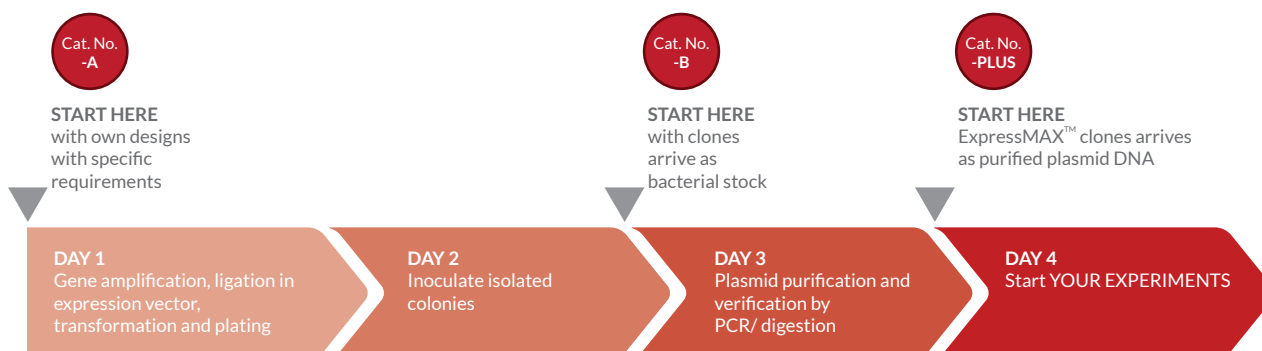 Cat. No.
-A
START HERE
with own designs
with specific
requirements
Cat. No.
-B
START HERE
with clones
arrive as
bacterial stock
Cat. No.
-PLUS
START HERE
ExpressMAX™ clones arrives
as purified plasmid DNA
DAY 1
Gene amplification, ligation in
expression vector,
transformation and plating
DAY 2
Inoculate isolated
colonies
DAY 3
Plasmid purification and
verification by
PCR/ digestion
DAY 4
Start YOUR EXPERIMENTS